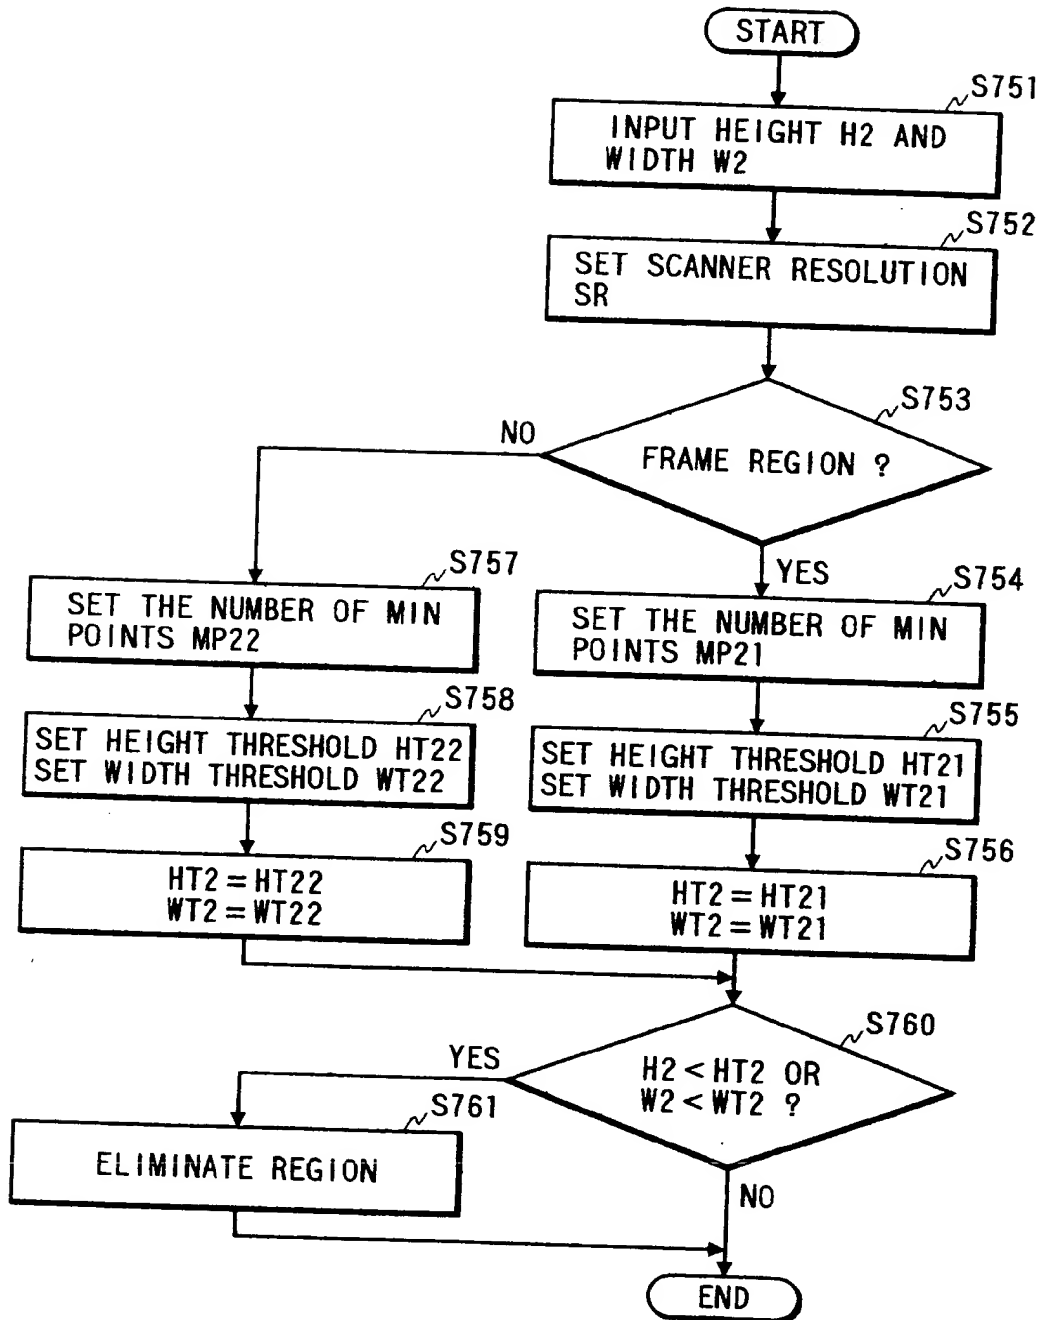 START
S751
INPUT HEIGHT H2 AND
WIDTH W2
S752
SET SCANNER RESOLUTION
SR
S753
FRAME REGION ?
NO
YES
S757
SET THE NUMBER OF MIN
POINTS MP22
S754
SET THE NUMBER OF MIN
POINTS MP21
S758
SET HEIGHT THRESHOLD HT22
SET WIDTH THRESHOLD WT22
S755
SET HEIGHT THRESHOLD HT21
SET WIDTH THRESHOLD WT21
S759
HT2=HT22
WT2=WT22
S756
HT2=HT21
WT2=WT21
S760
H2<HT2 OR
W2<WT2 ?
YES
S761
ELIMINATE REGION
NO
END